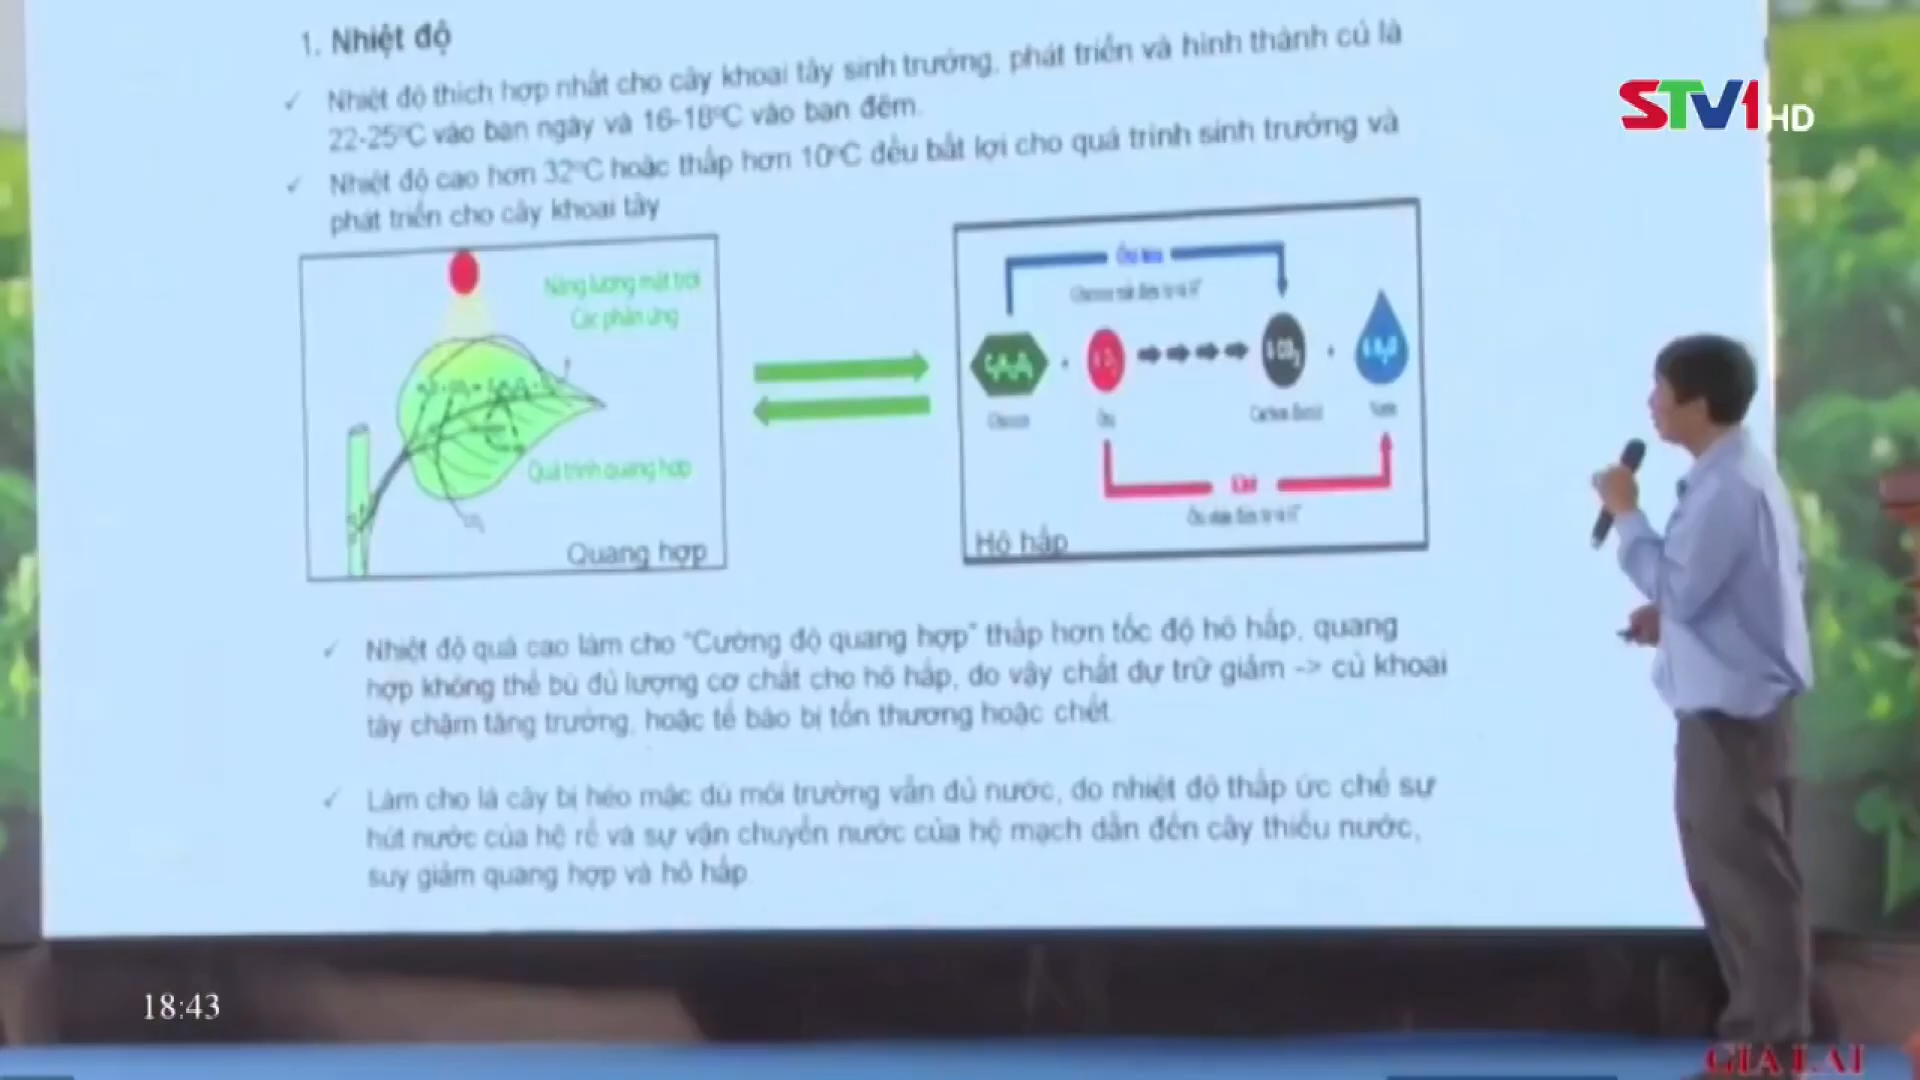 1. Nhiệt độ
✓ Nhiệt độ thích hợp nhất cho cây khoai tây sinh trưởng, phát triển và hình thành củ là
22-25°C vào ban ngày và 16-18°C vào ban đêm.
✓ Nhiệt độ cao hơn 32°C hoặc thấp hơn 10°C đều bất lợi cho quá trình sinh trưởng và
phát triển cho cây khoai tây
STV1 HD
Năng lượng mặt trời
Các phản ứng
Quá trình quang hợp
Quang hợp
Glucose
Carbon
Nước
Khử
Hô hấp
✓ Nhiệt độ quá cao làm cho "Cường độ quang hợp" thấp hơn tốc độ hô hấp, quang
hợp không thể bù đủ lượng cơ chất cho hô hấp, do vậy chất dự trữ giảm -> củ khoai
tây chậm tăng trưởng, hoặc tế bào bị tổn thương hoặc chết.
✓ Làm cho lá cây bị héo mặc dù môi trường vẫn đủ nước, do nhiệt độ thấp ức chế sự
hút nước của hệ rễ và sự vận chuyển nước của hệ mạch dẫn đến cây thiếu nước,
suy giảm quang hợp và hô hấp.
18:43
GIA LAI